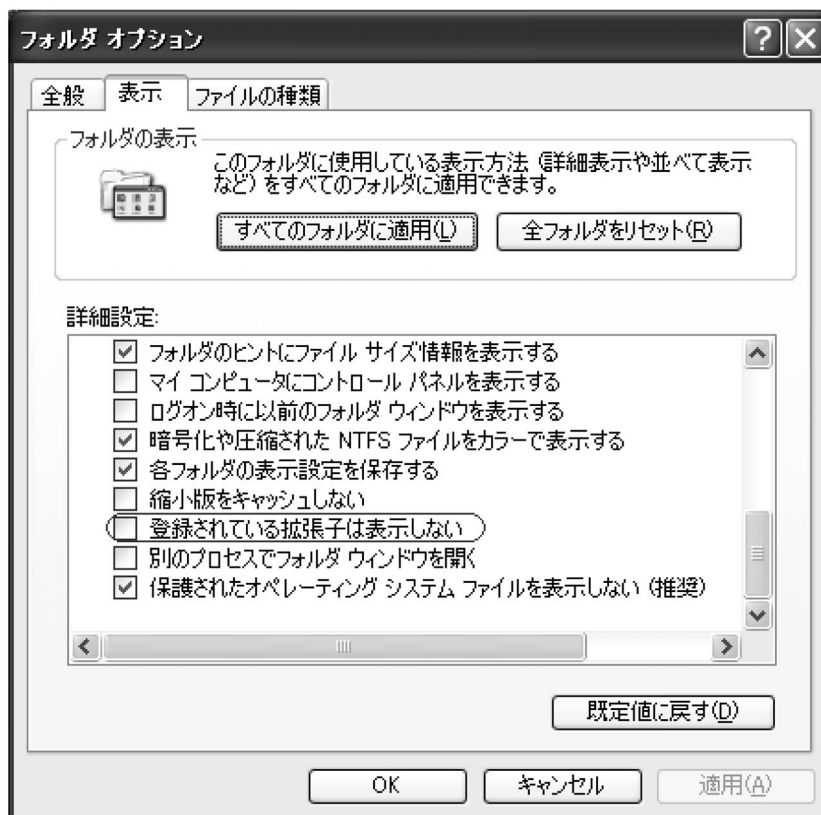 フォルダ オプション
全般 表示 ファイルの種類
フォルダの表示
このフォルダに使用している表示方法 (詳細表示や並べて表示
など) をすべてのフォルダに適用できます。
すべてのフォルダに適用(L) 全フォルダをリセット(R)
詳細設定:
フォルダのヒントにファイル サイズ情報を表示する
マイ コンピュータにコントロール パネルを表示する
ログオン時に以前のフォルダ ウィンドウを表示する
暗号化や圧縮された NTFS ファイルをカラーで表示する
各フォルダの表示設定を保存する
縮小版をキャッシュしない
登録されている拡張子は表示しない
別のプロセスでフォルダ ウィンドウを開く
保護されたオペレーティング システム ファイルを表示しない (推奨)
既定値に戻す(D)
OK キャンセル 適用(A)